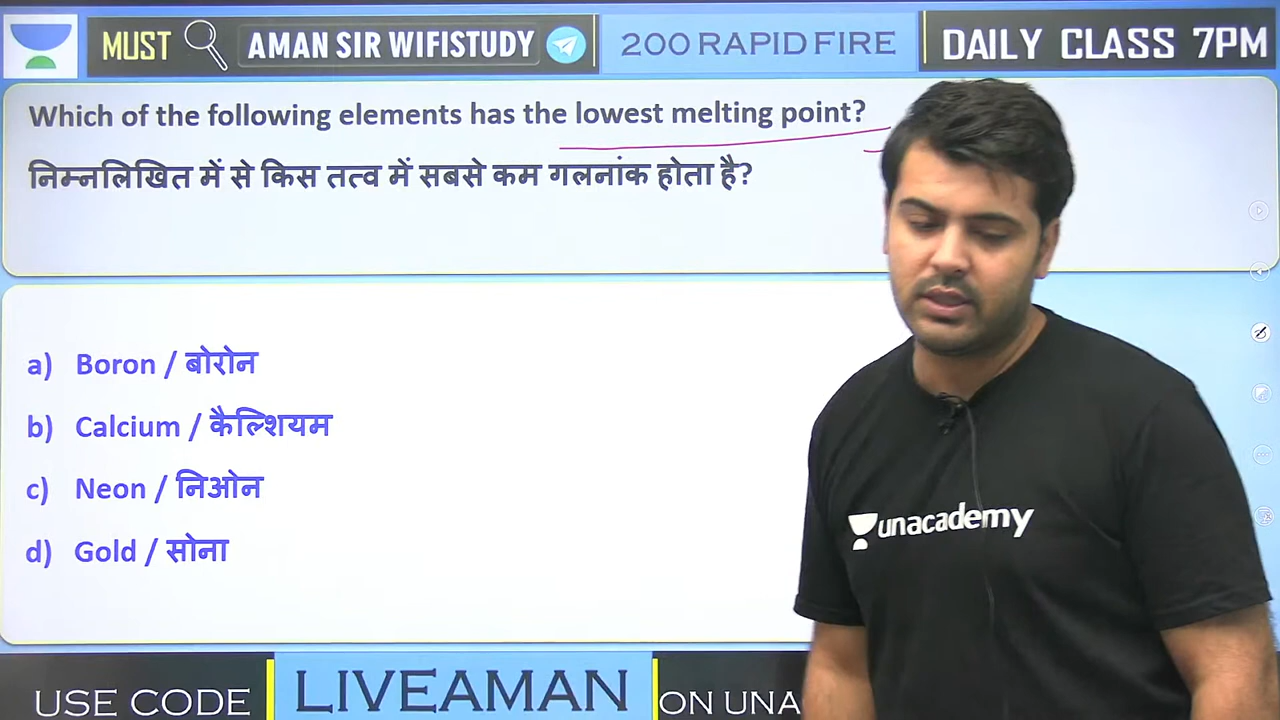 MUST AMAN SIR WIFISTUDY 200 RAPID FIRE DAILY CLASS 7PM
Which of the following elements has the lowest melting point?
निम्नलिखित में से किस तत्व में सबसे कम गलनांक होता है?
a) Boron / बोरोन
b) Calcium / कैल्शियम
c) Neon / निओन
d) Gold / सोना
unacademy
USE CODE LIVEAMAN ON UNA